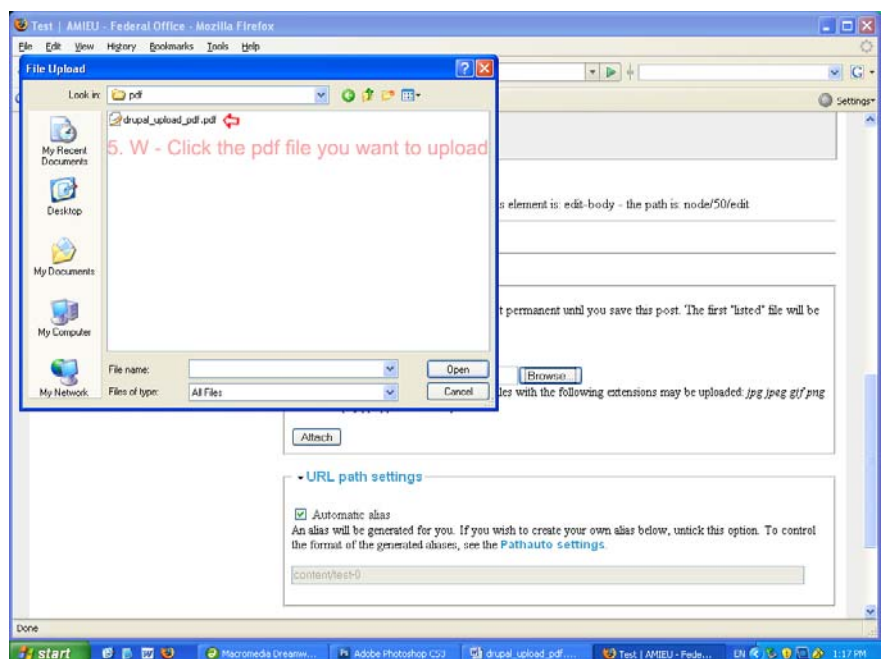 Test | AMIEU - Federal Office - Mozilla Firefox
File Edit View History Bookmarks Tools Help
File Upload
Look in: pdf
G
Settings
drupal_upload_pdf.pdf
5. W - Click the pdf file you want to upload
My Recent Documents
Desktop
My Documents
My Computer
My Network
File name:
Open
Files of type: All Files
Cancel
s element is: edit-body - the path is: node/50/edit
t permanent until you save this post. The first "listed" file will be
Browse...
les with the following extensions may be uploaded: jpg jpeg gif png
Attach
URL path settings
Automatic alias
An alias will be generated for you. If you wish to create your own alias below, untick this option. To control
the format of the generated aliases, see the Pathauto settings.
content/test-0
Done
start
Macromedia Dreamw...
Adobe Photoshop CS3
drupal_upload_pdf....
Test | AMIEU - Fede...
EN
1:17 PM